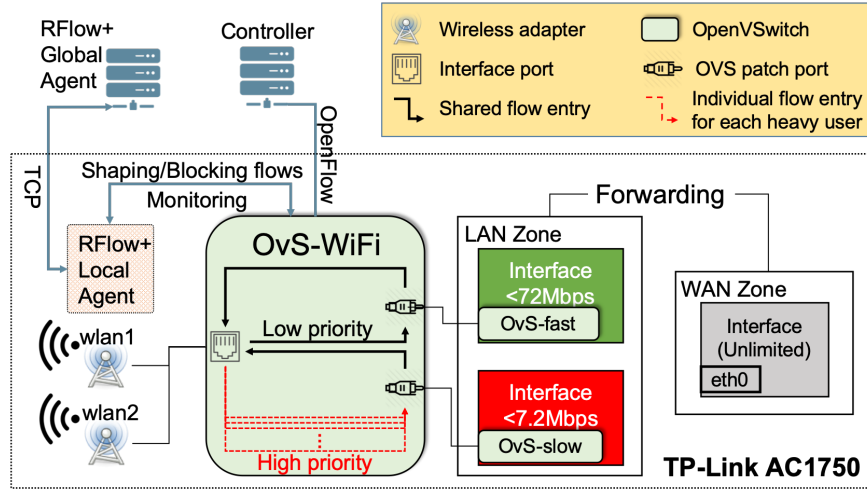 RFlow+
Global
Agent
Controller
Wireless adapter
Interface port
Shared flow entry
OpenVSwitch
OVS patch port
Individual flow entry
for each heavy user
TCP
OpenFlow
Shaping/Blocking flows
Monitoring
RFlow+
Local
Agent
wlan1
wlan2
OvS-WiFi
Low priority
High priority
Forwarding
LAN Zone
Interface
<72Mbps
OvS-fast
Interface
<7.2Mbps
OvS-slow
WAN Zone
Interface
(Unlimited)
eth0
TP-Link AC1750